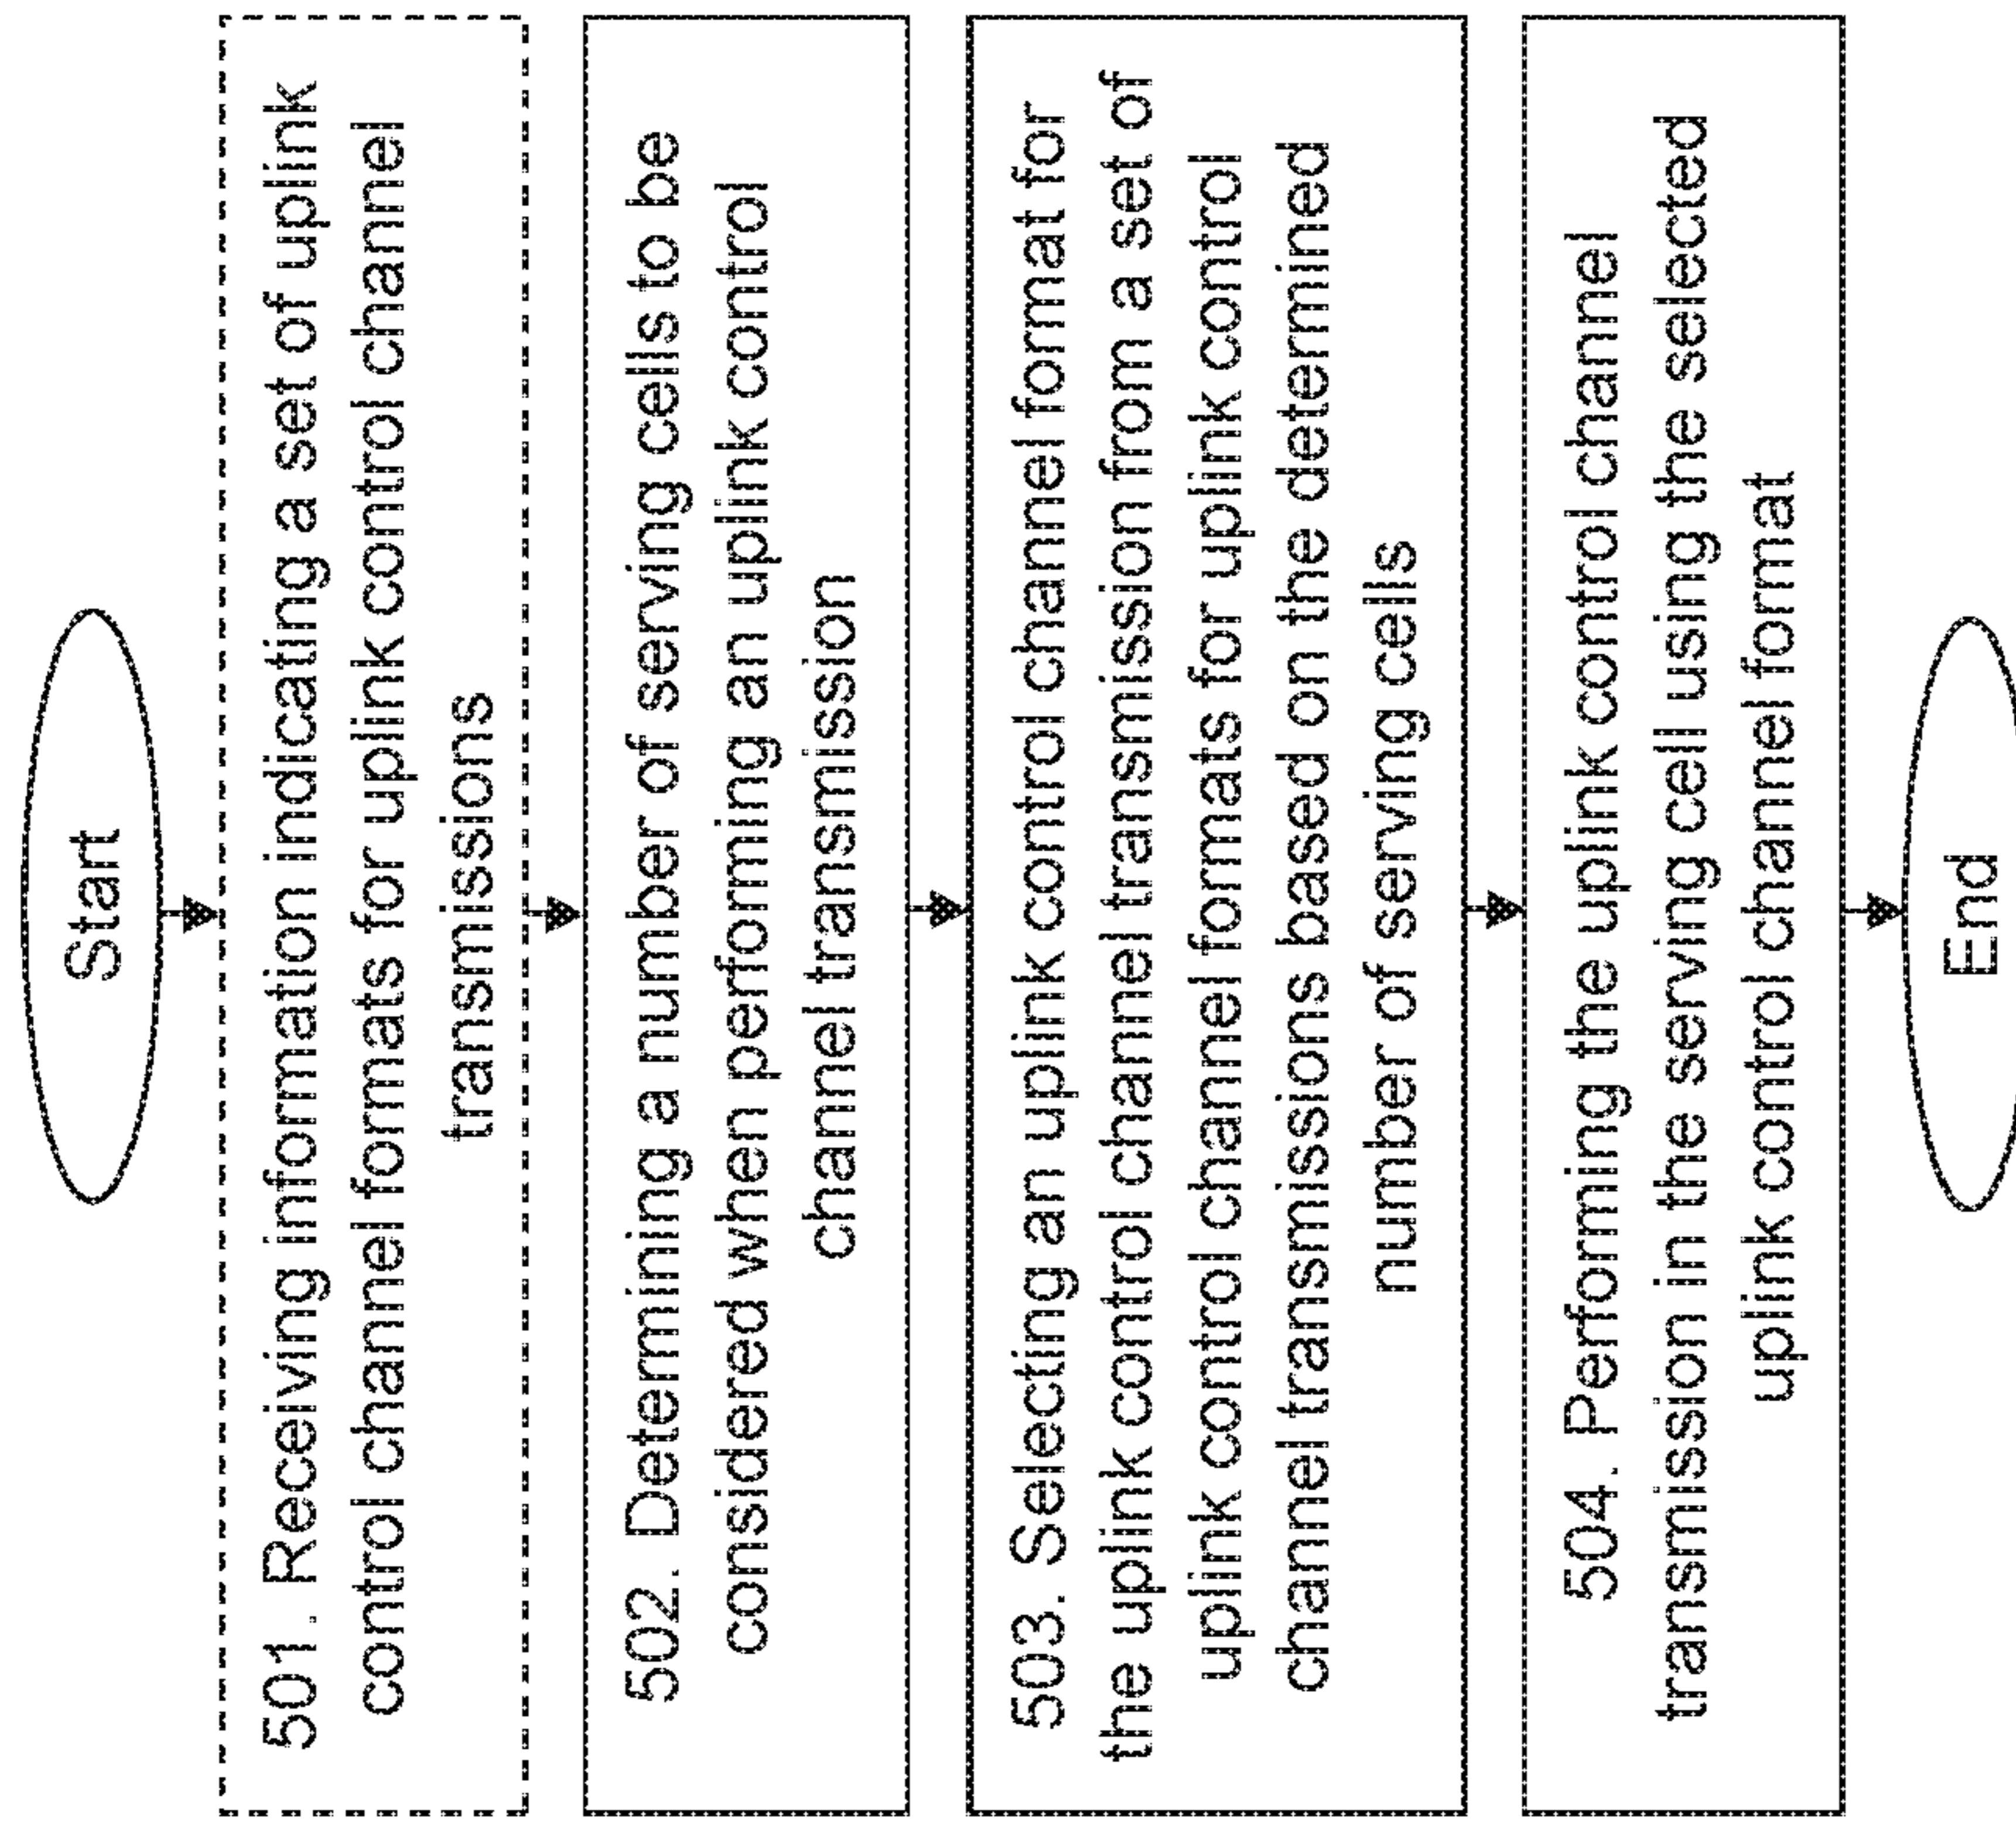 Start
501. Receiving information indicating a set of uplink
control channel formats for uplink control channel
transmissions
502. Determining a number of serving cells to be
considered when performing an uplink control
channel transmission
503. Selecting an uplink control channel format for
the uplink control channel transmission from a set of
uplink control channel formats for uplink control
channel transmissions based on the determined
number of serving cells
504. Performing the uplink control channel
transmission in the serving cell using the selected
uplink control channel format
End